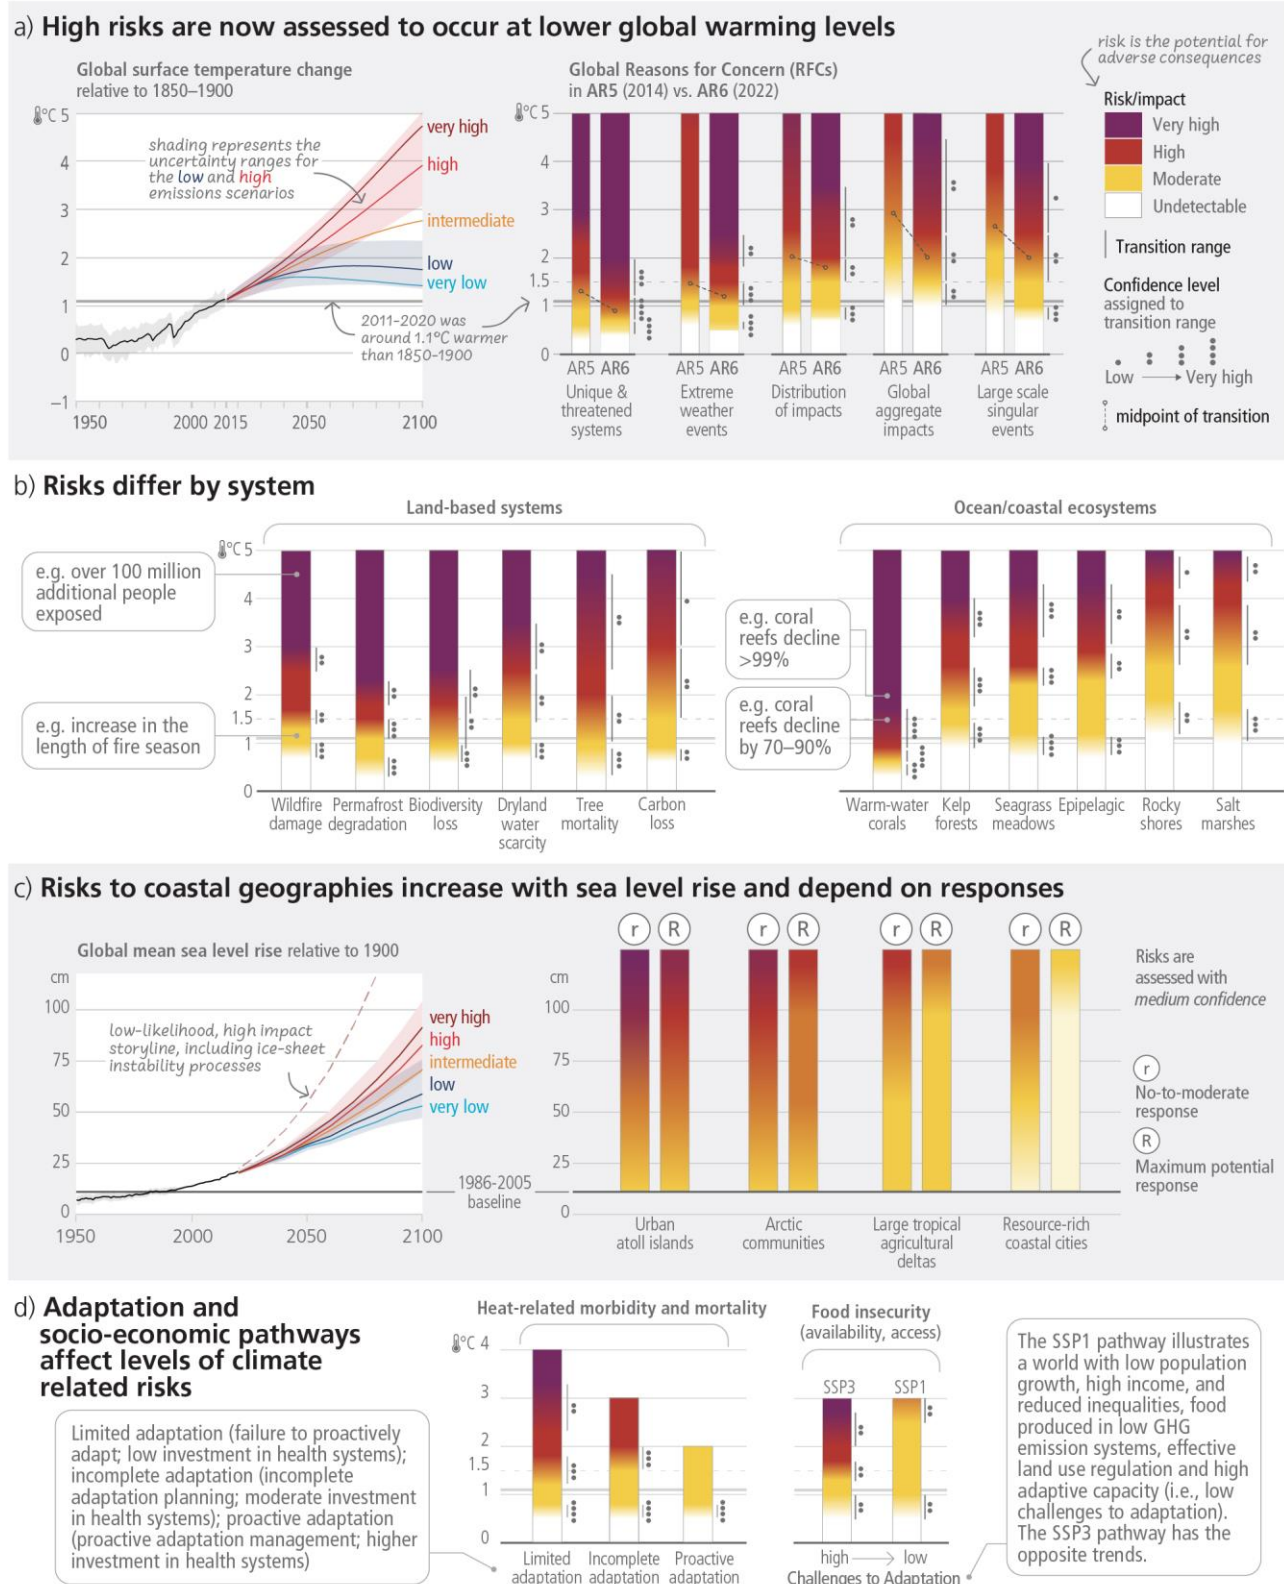 a) High risks are now assessed to occur at lower global warming levels
Global surface temperature change
relative to 1850–1900
°C 5
4
3
2
1
0
–1
shading represents the
uncertainty ranges for
the low and high
emissions scenarios
very high
high
intermediate
low
very low
2011–2020 was
around 1.1°C warmer
than 1850–1900
1950
2000
2015
2050
2100
Global Reasons for Concern (RFCs)
in AR5 (2014) vs. AR6 (2022)
°C 5
4
3
2
1.5
1
0
AR5 AR6
Unique &
threatened
systems
AR5 AR6
Extreme
weather
events
AR5 AR6
Distribution
of impacts
AR5 AR6
Global
aggregate
impacts
AR5 AR6
Large scale
singular
events
risk is the potential for
adverse consequences
Risk/impact
Very high
High
Moderate
Undetectable
Transition range
Confidence level
assigned to
transition range
Low
Very high
midpoint of transition
b) Risks differ by system
Land-based systems
°C 5
4
3
2
1.5
1
0
e.g. over 100 million
additional people
exposed
e.g. increase in the
length of fire season
Wildfire
damage
Permafrost
degradation
Biodiversity
loss
Dryland
water
scarcity
Tree
mortality
Carbon
loss
Ocean/coastal ecosystems
e.g. coral
reefs decline
>99%
e.g. coral
reefs decline
by 70–90%
Warm-water
corals
Kelp
forests
Seagrass
meadows
Epipelagic
Rocky
shores
Salt
marshes
c) Risks to coastal geographies increase with sea level rise and depend on responses
Global mean sea level rise relative to 1900
cm
100
75
50
25
0
low-likelihood, high impact
storyline, including ice-sheet
instability processes
very high
high
intermediate
low
very low
1986-2005
baseline
1950
2000
2050
2100
cm
100
75
50
25
0
r
R
Urban
atoll islands
r
R
Arctic
communities
r
R
Large tropical
agricultural
deltas
r
R
Resource-rich
coastal cities
Risks are
assessed with
medium confidence
r
No-to-moderate
response
R
Maximum potential
response
d) Adaptation and
socio-economic pathways
affect levels of climate
related risks
Limited adaptation (failure to proactively
adapt; low investment in health systems);
incomplete adaptation (incomplete
adaptation planning; moderate investment
in health systems); proactive adaptation
(proactive adaptation management; higher
investment in health systems)
Heat-related morbidity and mortality
°C 4
3
2
1.5
1
0
Limited
adaptation
Incomplete
adaptation
Proactive
adaptation
Food insecurity
(availability, access)
SSP3
SSP1
high
low
Challenges to Adaptation
The SSP1 pathway illustrates
a world with low population
growth, high income, and
reduced inequalities, food
produced in low GHG
emission systems, effective
land use regulation and high
adaptive capacity (i.e., low
challenges to adaptation).
The SSP3 pathway has the
opposite trends.